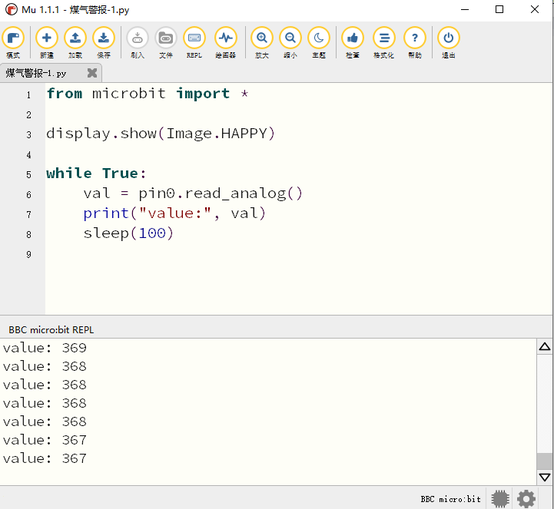 Mu 1.1.1 - 煤气警报-1.py
模式 新建 加载 保存 刷入 文件 REPL 绘图器 放大 缩小 主题 检查 格式化 帮助 退出
煤气警报-1.py
1 from microbit import *
2
3 display.show(Image.HAPPY)
4
5 while True:
6 val = pin0.read_analog()
7 print("value:", val)
8 sleep(100)
9
BBC micro:bit REPL
value: 369
value: 368
value: 368
value: 368
value: 368
value: 367
value: 367
BBC micro:bit